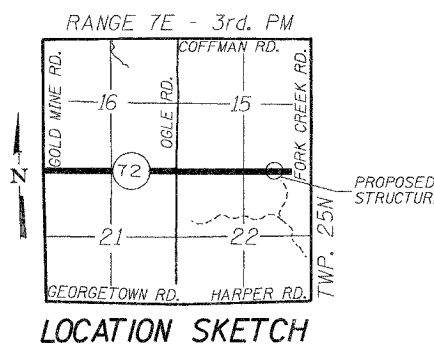 RANGE 7E - 3rd. PM
COFFMAN RD.
GOLD MINE RD.
OGLE RD.
FORK CREEK RD.
16
15
N
72
PROPOSED
STRUCTUR
21
22
TWP. 25N
GEORGETOWN RD.
HARPER RD.
LOCATION SKETCH